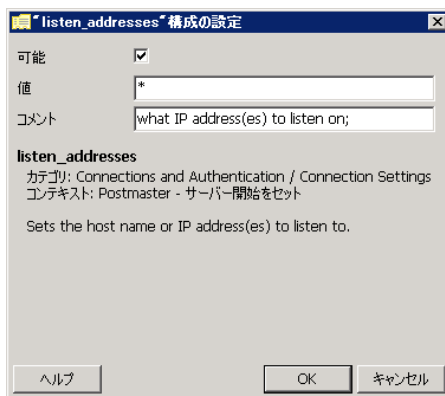 "listen_addresses"構成の設定
可能
値
*
コメント
what IP address(es) to listen on;
listen_addresses
カテゴリ: Connections and Authentication / Connection Settings
コンテキスト: Postmaster - サーバー開始をセット
Sets the host name or IP address(es) to listen to.
ヘルプ
OK
キャンセル